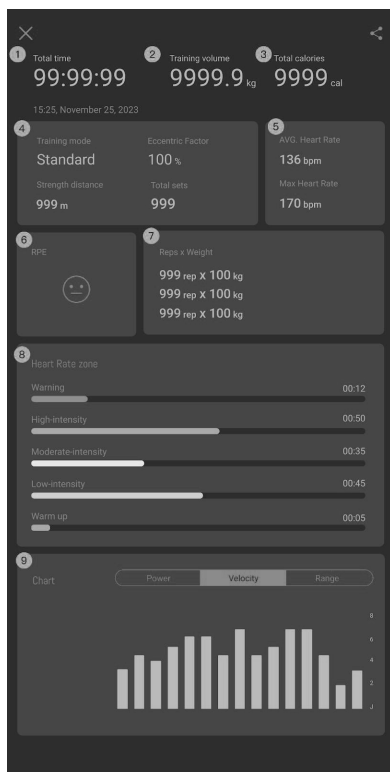 1 Total time
2 Training volume
3 Total calories
99:99:99
9999.9 kg
9999 cal
15:25, November 25, 2023
4
Training mode
Eccentric Factor
Standard
100 %
Strength distance
Total sets
999 m
999
5
AVG. Heart Rate
136 bpm
Max Heart Rate
170 bpm
6
RPE
7
Reps x Weight
999 rep x 100 kg
999 rep x 100 kg
999 rep x 100 kg
8
Heart Rate zone
Warning 00:12
High-intensity 00:50
Moderate-intensity 00:35
Low-intensity 00:45
Warm up 00:05
9
Chart
Power Velocity Range
8
6
4
2